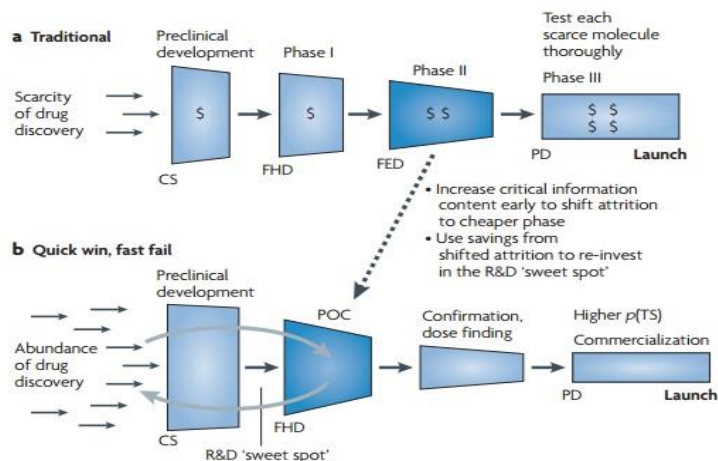 a Traditional
Preclinical
development
Phase I
Phase II
Test each
scarce molecule
thoroughly
Phase III
Scarcity
of drug
discovery
$
$
$ $
$ $
$ $
CS
FHD
FED
PD
Launch
• Increase critical information
content early to shift attrition
to cheaper phase
• Use savings from
shifted attrition to re-invest
in the R&D ‘sweet spot’
b Quick win, fast fail
Preclinical
development
POC
Confirmation,
dose finding
Higher p(TS)
Commercialization
Abundance
of drug
discovery
CS
FHD
PD
Launch
R&D ‘sweet spot’